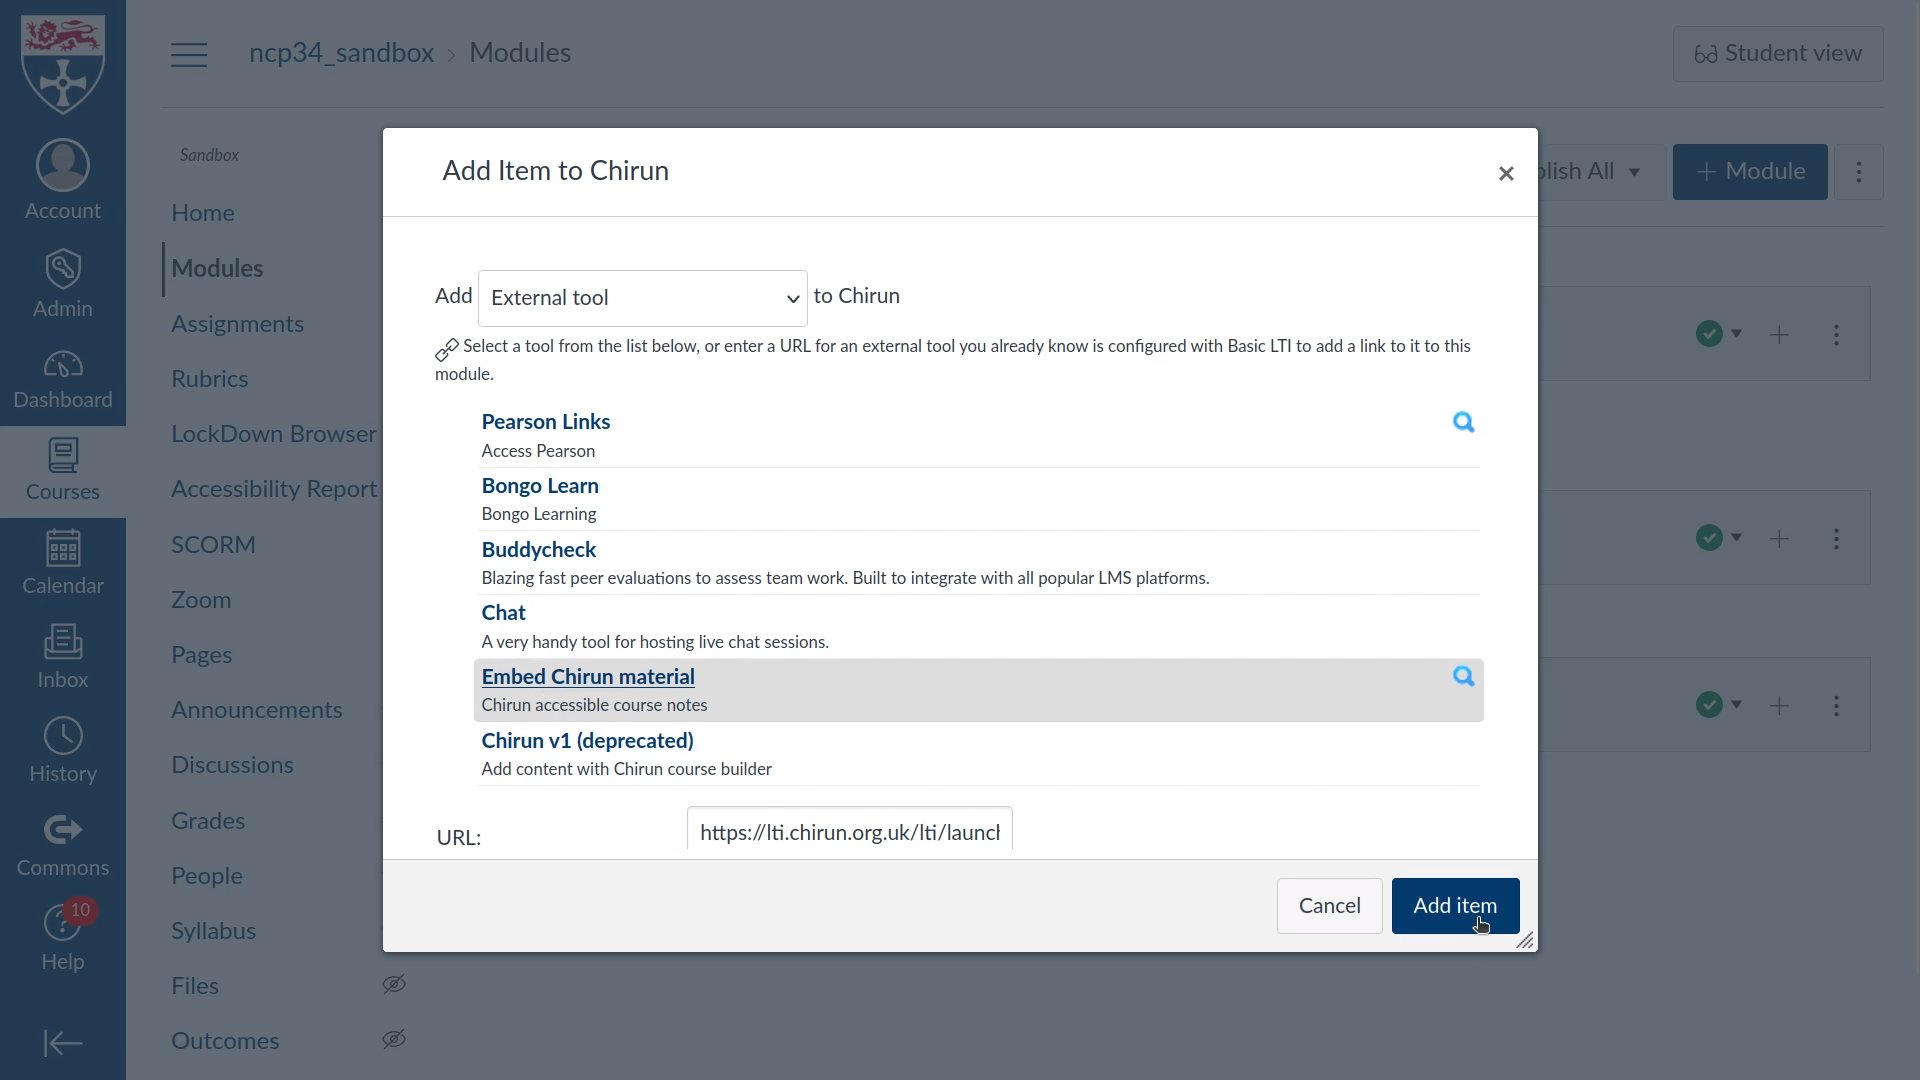 ncp34_sandbox › Modules
Student view
Sandbox
Account
Admin
Dashboard
Courses
Calendar
Inbox
History
Commons
10
Help
Home
Modules
Assignments
Rubrics
LockDown Browser
Accessibility Report
SCORM
Zoom
Pages
Announcements
Discussions
Grades
People
Syllabus
Files
Outcomes
blish All
+ Module
Add Item to Chirun
×
Add External tool to Chirun
Select a tool from the list below, or enter a URL for an external tool you already know is configured with Basic LTI to add a link to it to this
module.
Pearson Links
Access Pearson
Bongo Learn
Bongo Learning
Buddycheck
Blazing fast peer evaluations to assess team work. Built to integrate with all popular LMS platforms.
Chat
A very handy tool for hosting live chat sessions.
Embed Chirun material
Chirun accessible course notes
Chirun v1 (deprecated)
Add content with Chirun course builder
URL: https://lti.chirun.org.uk/lti/launch
Cancel
Add item